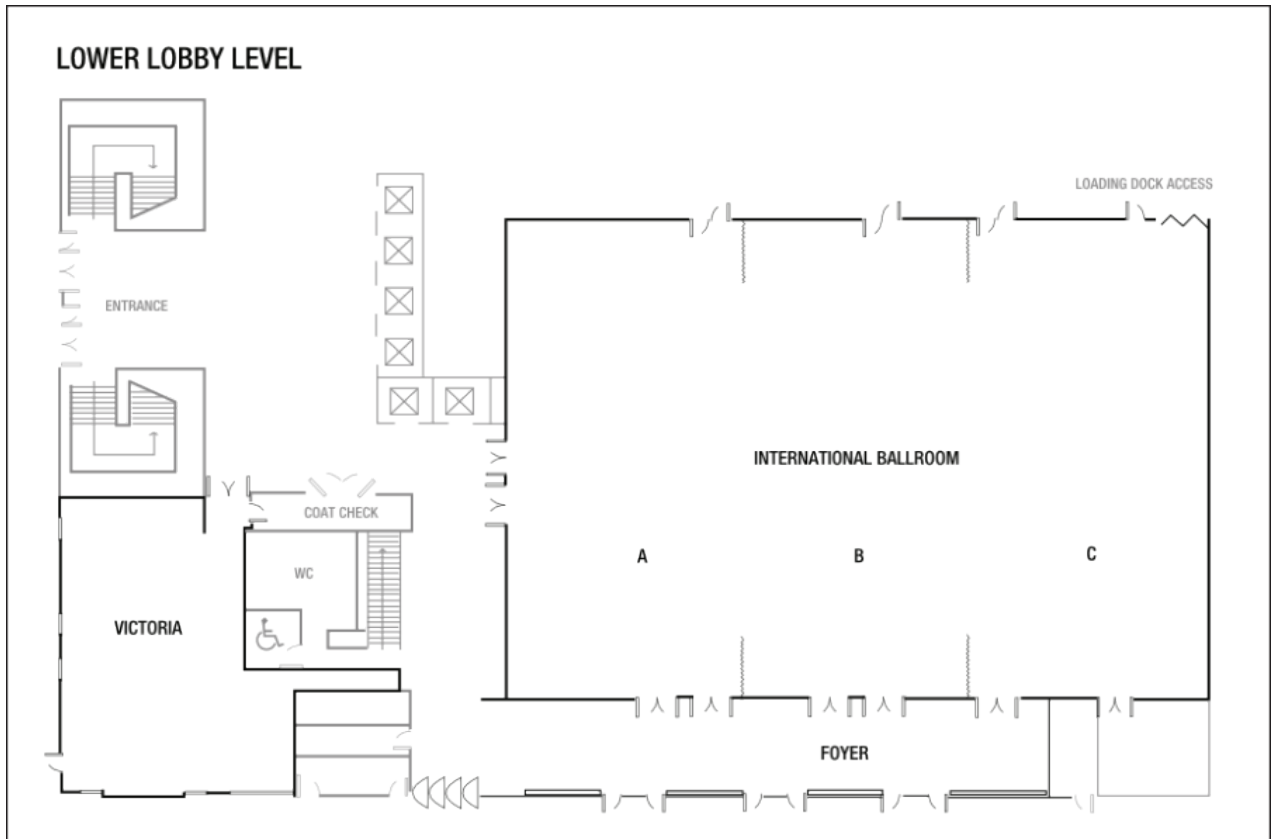 LOWER LOBBY LEVEL
LOADING DOCK ACCESS
ENTRANCE
INTERNATIONAL BALLROOM
COAT CHECK
A B C
WC
VICTORIA
FOYER